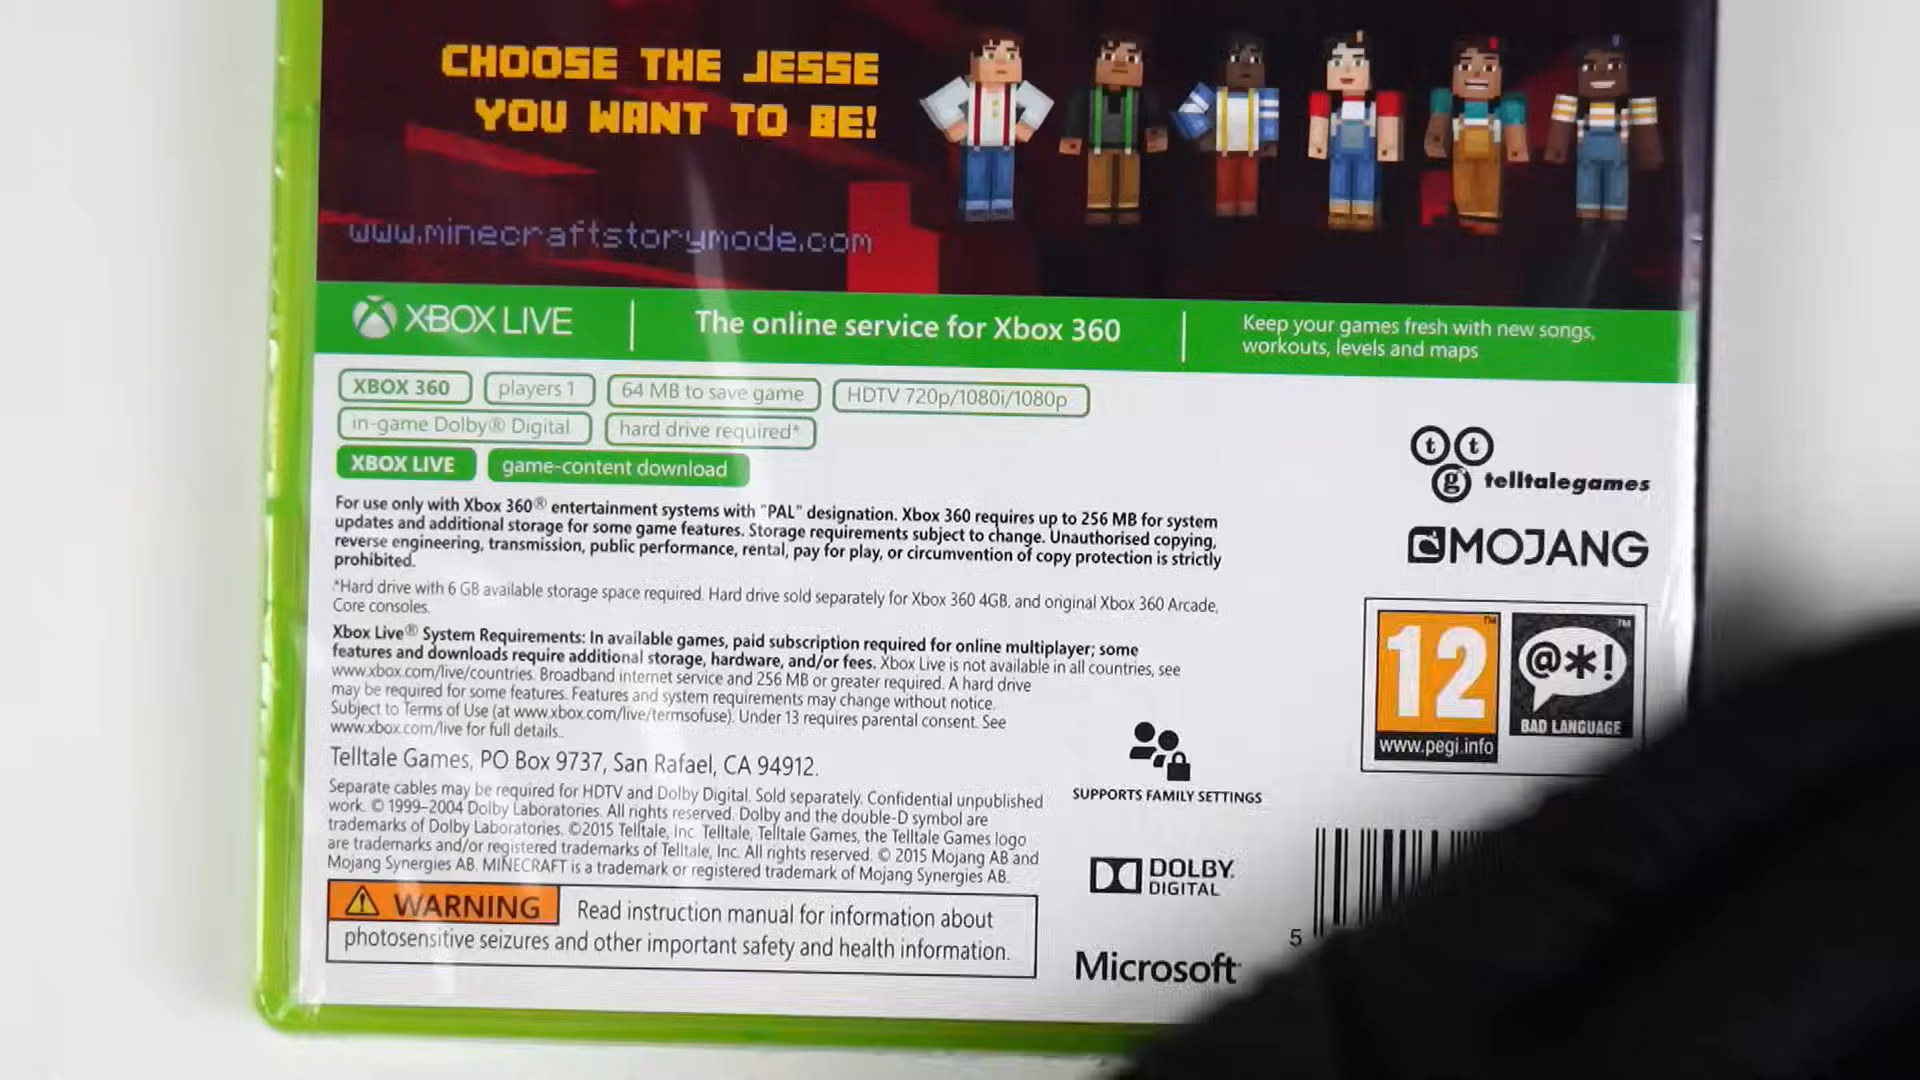 CHOOSE THE JESSE
YOU WANT TO BE!
www.minecraftstorymode.com
XBOX LIVE
The online service for Xbox 360
Keep your games fresh with new songs,
workouts, levels and maps
XBOX 360
players 1
64 MB to save game
HDTV 720p/1080i/1080p
in-game Dolby® Digital
hard drive required*
XBOX LIVE
game-content download
For use only with Xbox 360® entertainment systems with "PAL" designation. Xbox 360 requires up to 256 MB for system
updates and additional storage for some game features. Storage requirements subject to change. Unauthorised copying,
reverse engineering, transmission, public performance, rental, pay for play, or circumvention of copy protection is strictly
prohibited.
*Hard drive with 6 GB available storage space required. Hard drive sold separately for Xbox 360 4GB, and original Xbox 360 Arcade,
Core consoles.
Xbox Live® System Requirements: In available games, paid subscription required for online multiplayer; some
features and downloads require additional storage, hardware, and/or fees. Xbox Live is not available in all countries, see
www.xbox.com/live/countries. Broadband internet service and 256 MB or greater required. A hard drive
may be required for some features. Features and system requirements may change without notice.
Subject to Terms of Use (at www.xbox.com/live/termsofuse). Under 13 requires parental consent. See
www.xbox.com/live for full details.
Telltale Games, PO Box 9737, San Rafael, CA 94912.
Separate cables may be required for HDTV and Dolby Digital. Sold separately. Confidential unpublished
work. © 1999–2004 Dolby Laboratories. All rights reserved. Dolby and the double-D symbol are
trademarks of Dolby Laboratories. ©2015 Telltale, Inc. Telltale, Telltale Games, the Telltale Games logo
are trademarks and/or registered trademarks of Telltale, Inc. All rights reserved. © 2015 Mojang AB and
Mojang Synergies AB. MINECRAFT is a trademark or registered trademark of Mojang Synergies AB.
WARNING Read instruction manual for information about
photosensitive seizures and other important safety and health information.
t t
g telltalegames
MOJANG
12™
www.pegi.info
@*!™
BAD LANGUAGE
SUPPORTS FAMILY SETTINGS
DOLBY
DIGITAL
Microsoft
5